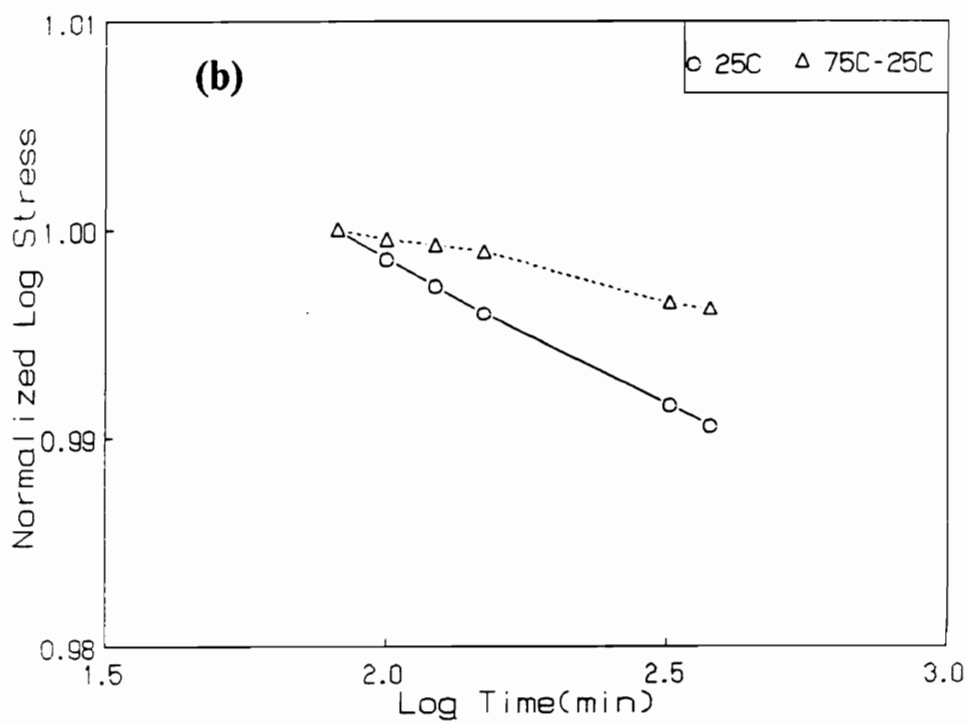 1.01
(b)
25C 75C-25C
Normalized Log Stress
1.00
0.99
0.98
1.5 2.0 2.5 3.0
Log Time(min)